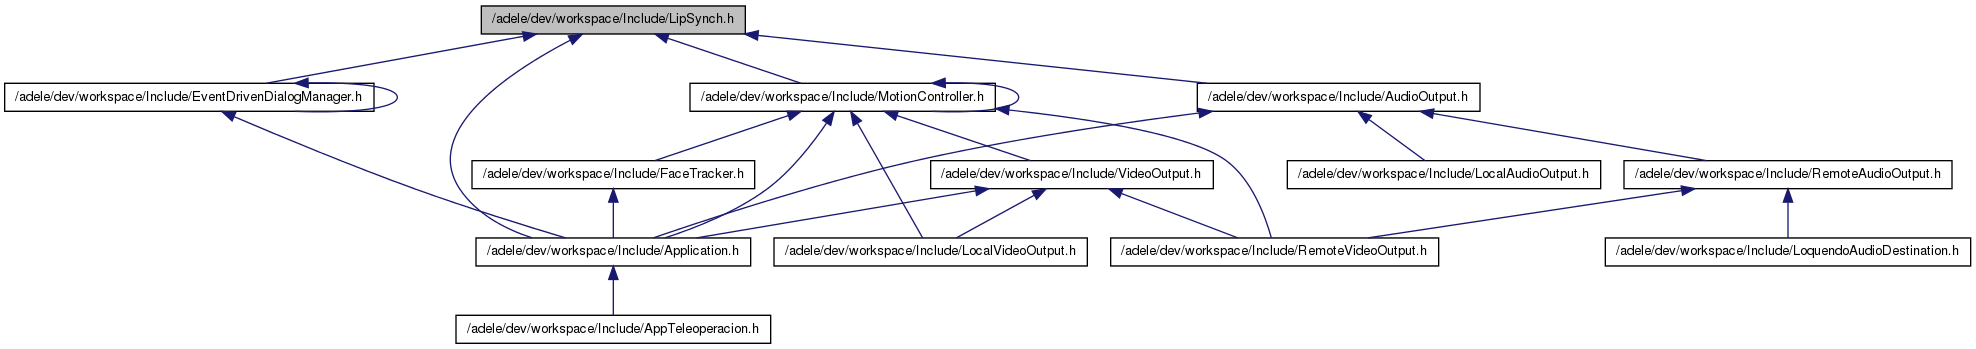 /adele/dev/workspace/Include/LipSynch.h
/adele/dev/workspace/Include/EventDrivenDialogManager.h
/adele/dev/workspace/Include/MotionController.h
/adele/dev/workspace/Include/AudioOutput.h
/adele/dev/workspace/Include/FaceTracker.h
/adele/dev/workspace/Include/VideoOutput.h
/adele/dev/workspace/Include/LocalAudioOutput.h
/adele/dev/workspace/Include/RemoteAudioOutput.h
/adele/dev/workspace/Include/Application.h
/adele/dev/workspace/Include/LocalVideoOutput.h
/adele/dev/workspace/Include/RemoteVideoOutput.h
/adele/dev/workspace/Include/LoquendoAudioDestination.h
/adele/dev/workspace/Include/AppTeleoperacion.h